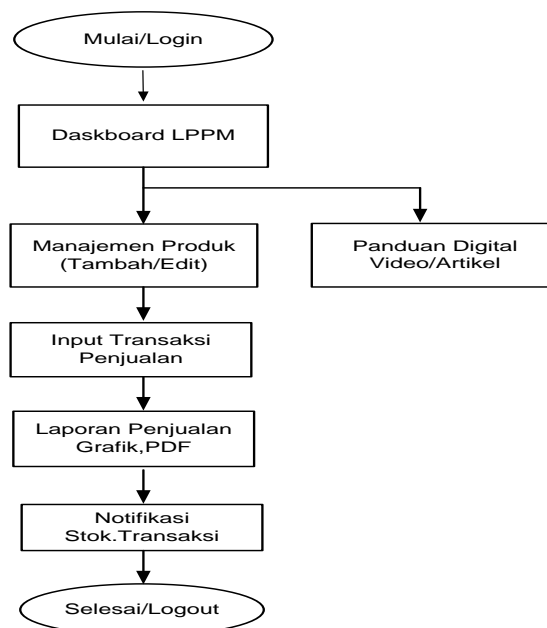 Mulai/Login
Daskboard LPPM
Manajemen Produk
(Tambah/Edit)
Panduan Digital
Video/Artikel
Input Transaksi
Penjualan
Laporan Penjualan
Grafik,PDF
Notifikasi
Stok.Transaksi
Selesai/Logout